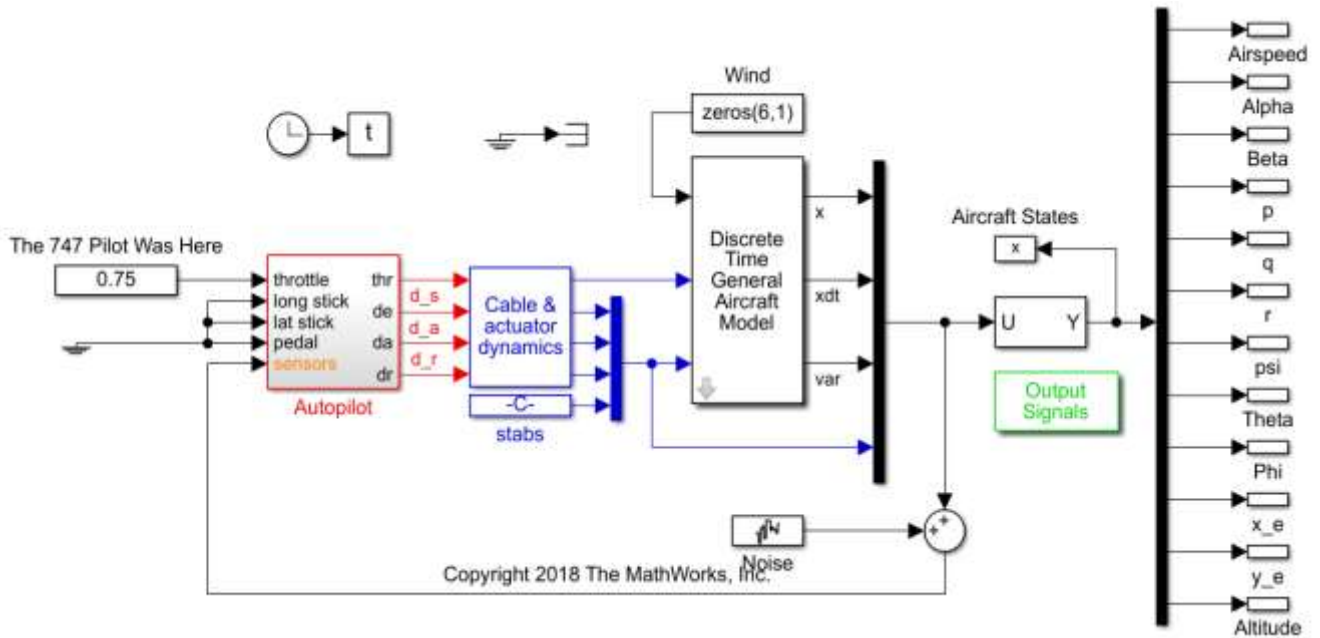 Wind
zeros(6,1)
t
The 747 Pilot Was Here
0.75
throttle
long stick
lat stick
pedal
sensors
thr
de
da
dr
Autopilot
d_s
d_a
d_r
Cable &
actuator
dynamics
-C-
stabs
Discrete
Time
General
Aircraft
Model
x
xdt
var
Aircraft States
x
U
Y
Output
Signals
Noise
Copyright 2018 The MathWorks, Inc.
Airspeed
Alpha
Beta
p
q
r
psi
Theta
Phi
x_e
y_e
Altitude